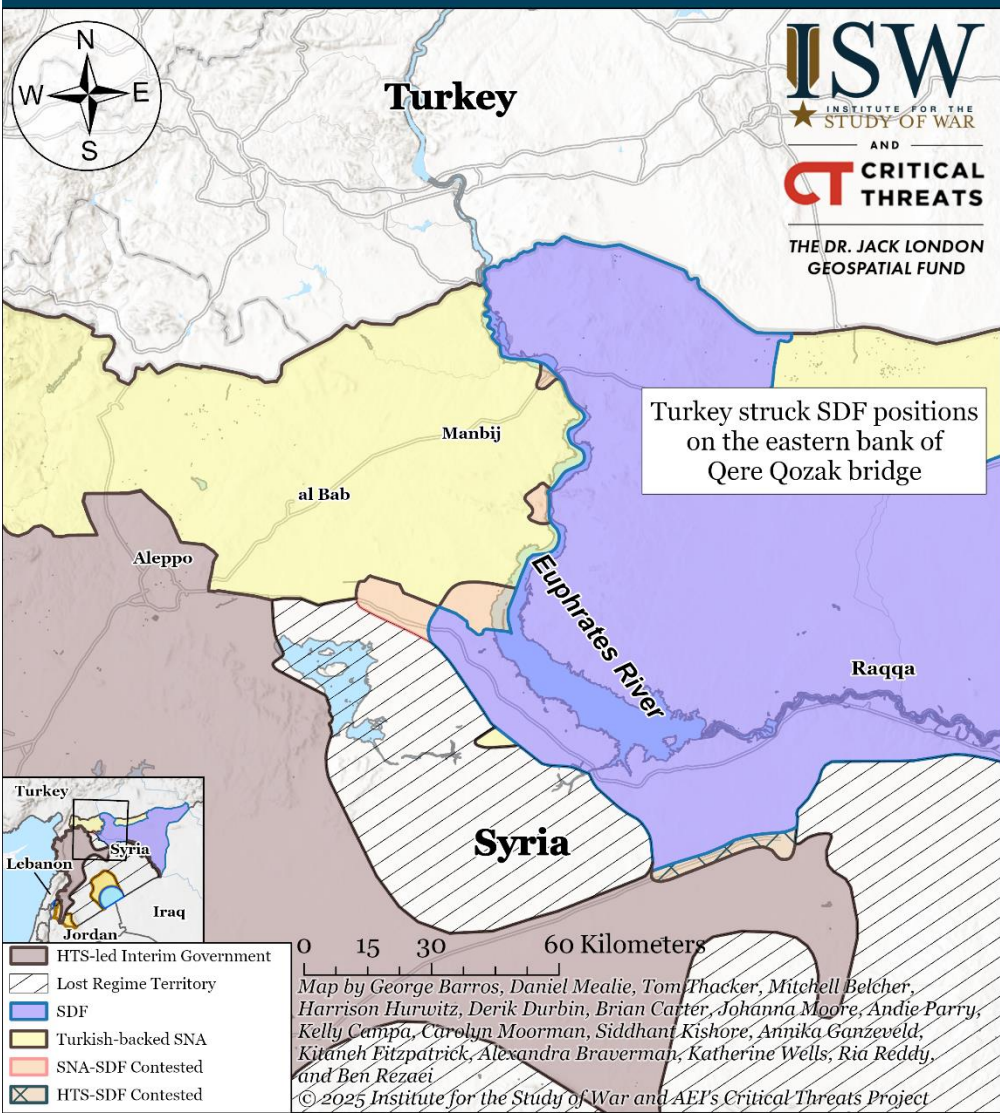 N
W
E
S
Turkey
ISW
INSTITUTE FOR THE
STUDY OF WAR
AND
CT CRITICAL
THREATS
THE DR. JACK LONDON
GEOSPATIAL FUND
Turkey struck SDF positions
on the eastern bank of
Qere Qozak bridge
Manbij
al Bab
Aleppo
Euphrates River
Raqqa
Syria
Turkey
Syria
Lebanon
Iraq
Jordan
HTS-led Interim Government
Lost Regime Territory
SDF
Turkish-backed SNA
SNA-SDF Contested
HTS-SDF Contested
0 15 30 60 Kilometers
Map by George Barros, Daniel Mealie, Tom Thacker, Mitchell Belcher,
Harrison Hurwitz, Derik Durbin, Brian Carter, Johanna Moore, Andie Parry,
Kelly Campa, Carolyn Moorman, Siddhant Kishore, Annika Ganzeveld,
Kitaneh Fitzpatrick, Alexandra Braverman, Katherine Wells, Ria Reddy,
and Ben Rezaei
© 2025 Institute for the Study of War and AEI's Critical Threats Project